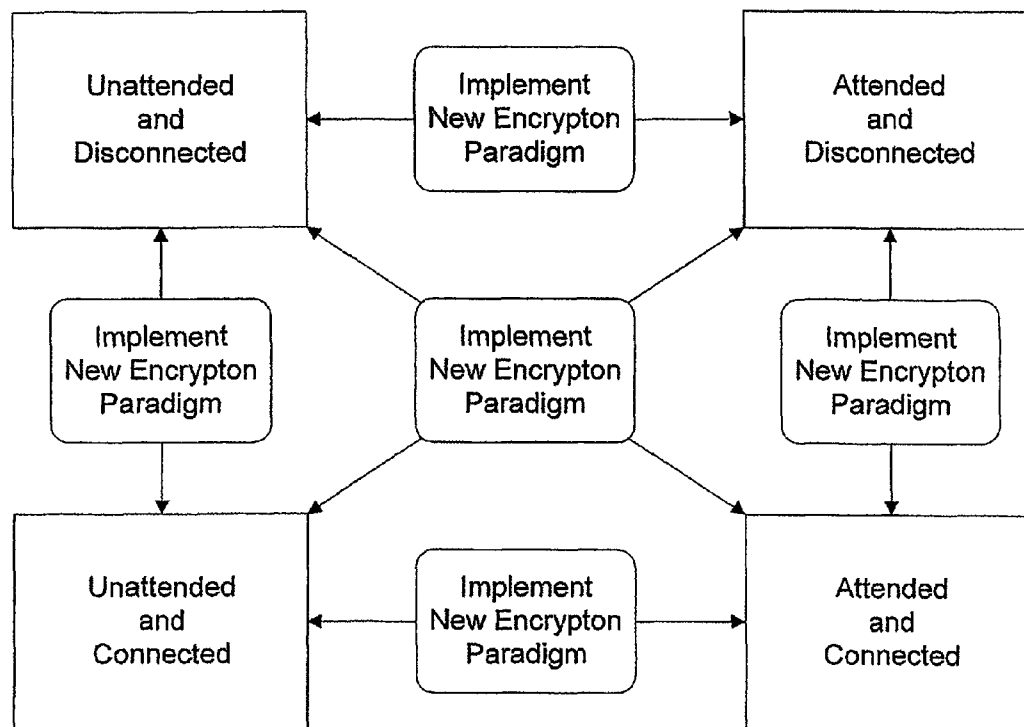 Unattended
and
Disconnected
Implement
New Encrypton
Paradigm
Attended
and
Disconnected
Implement
New Encrypton
Paradigm
Implement
New Encrypton
Paradigm
Implement
New Encrypton
Paradigm
Unattended
and
Connected
Implement
New Encrypton
Paradigm
Attended
and
Connected